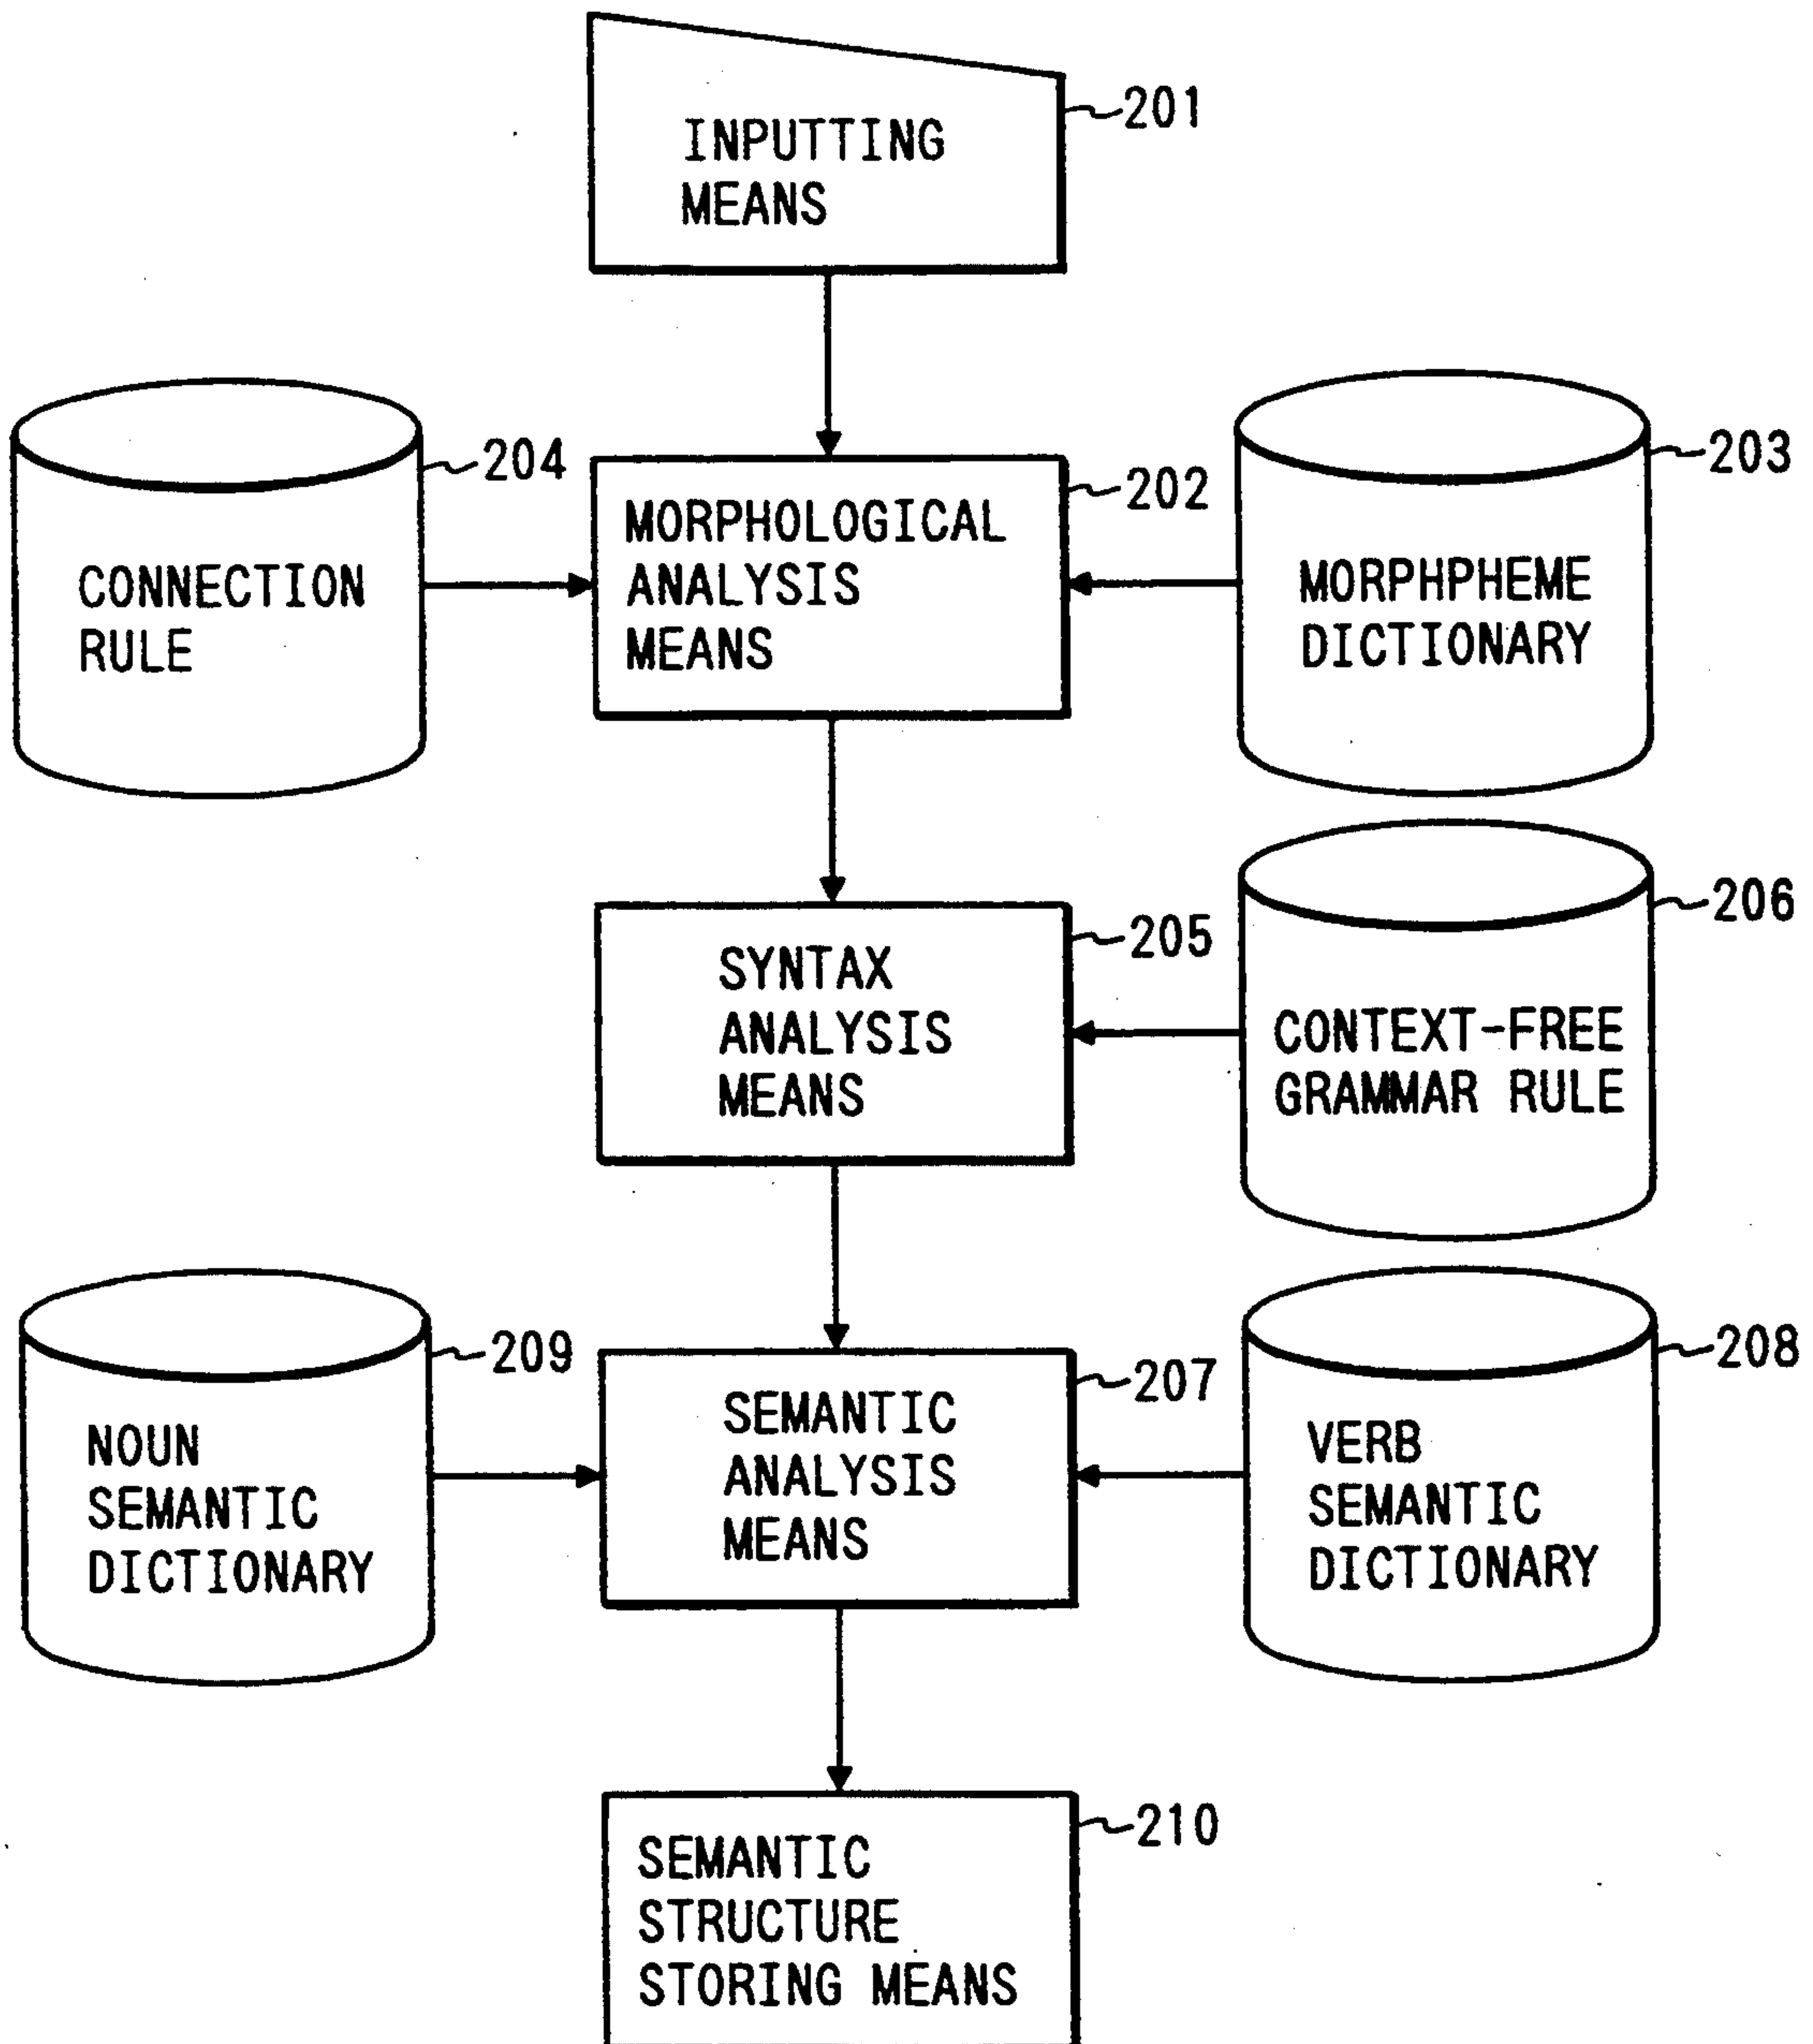 INPUTTING
MEANS
201
CONNECTION
RULE
204
MORPHOLOGICAL
ANALYSIS
MEANS
202
MORPHPHEME
DICTIONARY
203
SYNTAX
ANALYSIS
MEANS
205
CONTEXT-FREE
GRAMMAR RULE
206
NOUN
SEMANTIC
DICTIONARY
209
SEMANTIC
ANALYSIS
MEANS
207
VERB
SEMANTIC
DICTIONARY
208
SEMANTIC
STRUCTURE
STORING MEANS
210